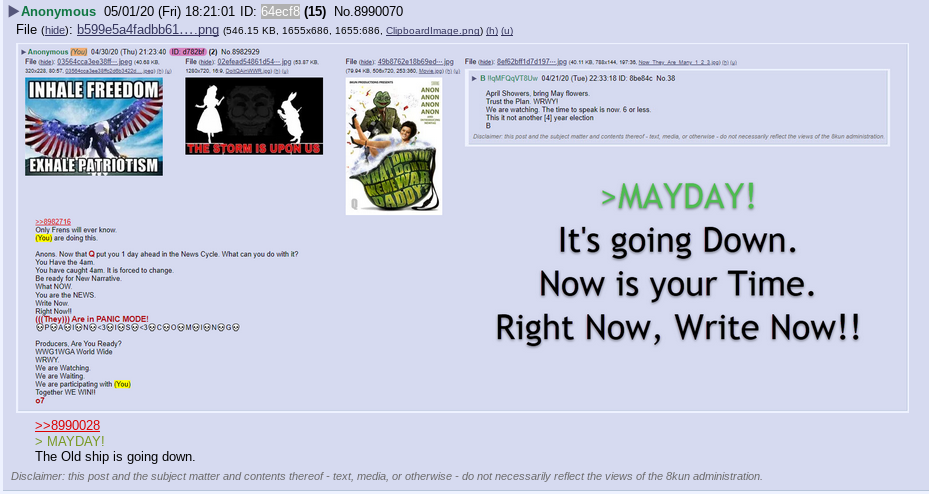 ▶Anonymous 05/01/20 (Fri) 18:21:01 ID: 64ecf8 (15) No.8990070
File (hide): b599e5a4fadbb61….png (546.15 KB, 1655x686, 1655:686, ClipboardImage.png) (h) (u)
▶ Anonymous (You) 04/30/20 (Thu) 21:23:40 ID: d782bf (2) No.8982929
File (hide): 03564cca3ee38ff⋯.jpeg (40.68 KB,
320x228, 80:57, 03564cca3ee38ffc2d6b3422d….jpeg) (h) (u)
INHALE FREEDOM
EXHALE PATRIOTISM
File (hide): 02efead54861d54⋯.jpg (53.87 KB,
1280x720, 16:9, DoItQAmWWR.jpg) (h) (u)
THE STORM IS UPON US
File (hide): 49b8762e18b69ed⋯.jpg
(79.94 KB, 506x720, 253:360, Movie.jpg) (h) (u)
ANON
ANON
ANON
ANON
WHAT DID YOU
DO IN THE
MEME WAR
DADDY?
Q
File (hide): 8ef62bff1d7d197⋯.jpg (40.11 KB, 788x144, 197:36, Now_They_Are_Many_1_2_3.jpg) (h) (u)
▶ B !!qMFQqVT8Uw 04/21/20 (Tue) 22:33:18 ID: 8be84c No.38
April Showers, bring May flowers.
Trust the Plan. WRWY!
We are watching. The time to speak is now. 6 or less.
This it not another [4] year election
B
Disclaimer: this post and the subject matter and contents thereof - text, media, or otherwise - do not necessarily reflect the views of the 8kun administration.
>MAYDAY!
It's going Down.
Now is your Time.
Right Now, Write Now!!
>>8982716
Only Frens will ever know.
(You) are doing this.
Anons. Now that Q put you 1 day ahead in the News Cycle. What can you do with it?
You Have the 4am.
You have caught 4am. It is forced to change.
Be ready for New Narrative.
What NOW.
You are the NEWS.
Write Now.
Right Now!!
(((They))) Are in PANIC MODE!
💀P💀A💀I💀N💀<3💀I💀S💀<3💀C💀O💀M💀I💀N💀G💀
Producers, Are You Ready?
WWG1WGA World Wide
WRWY.
We are Watching.
We are Waiting.
We are participating with (You)
Together WE WIN!!
o7
>>8990028
> MAYDAY!
The Old ship is going down.
Disclaimer: this post and the subject matter and contents thereof - text, media, or otherwise - do not necessarily reflect the views of the 8kun administration.